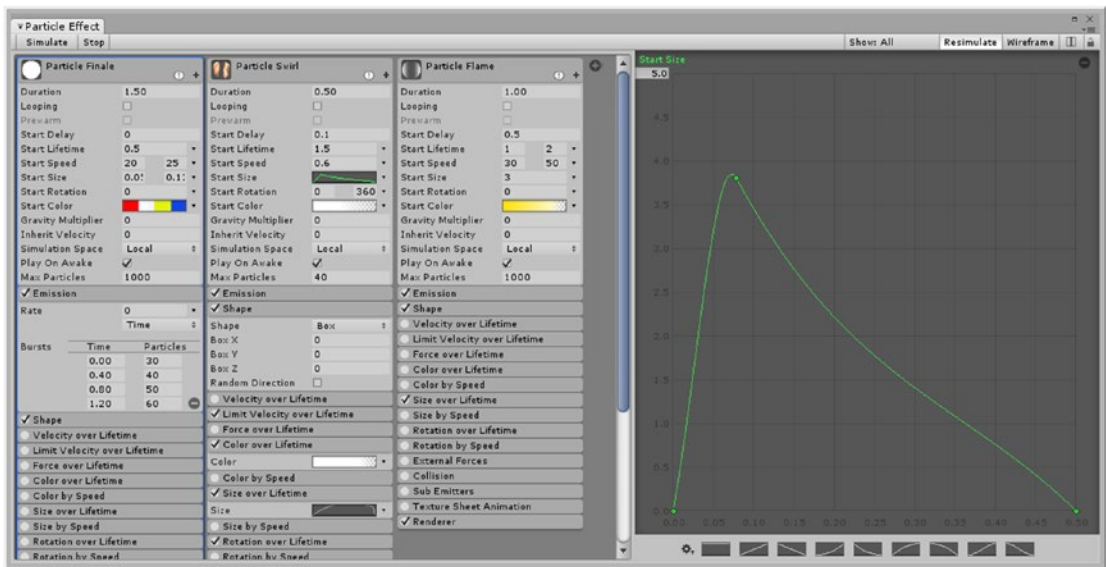 Particle Effect
Simulate Stop Show: All Resimulate Wireframe
Particle Finale
Duration 1.50
Looping
Prewarm
Start Delay 0
Start Lifetime 0.5
Start Speed 20 25
Start Size 0.0 0.1
Start Rotation 0
Start Color
Gravity Multiplier 0
Inherit Velocity 0
Simulation Space Local
Play On Awake
Max Particles 1000
Emission
Rate 0
Time
Bursts Time Particles
0.00 30
0.40 40
0.80 50
1.20 60
Shape
Velocity over Lifetime
Limit Velocity over Lifetime
Force over Lifetime
Color over Lifetime
Color by Speed
Size over Lifetime
Size by Speed
Rotation over Lifetime
Rotation by Speed
Particle Swirl
Duration 0.50
Looping
Prewarm
Start Delay 0.1
Start Lifetime 1.5
Start Speed 0.6
Start Size
Start Rotation 0 360
Start Color
Gravity Multiplier 0
Inherit Velocity 0
Simulation Space Local
Play On Awake
Max Particles 40
Emission
Shape
Shape Box
Box X 0
Box Y 0
Box Z 0
Random Direction
Velocity over Lifetime
Limit Velocity over Lifetime
Force over Lifetime
Color over Lifetime
Color
Color by Speed
Size over Lifetime
Size
Size by Speed
Rotation over Lifetime
Rotation by Speed
Particle Flame
Duration 1.00
Looping
Prewarm
Start Delay 0.5
Start Lifetime 1 2
Start Speed 30 50
Start Size 3
Start Rotation 0
Start Color
Gravity Multiplier 0
Inherit Velocity 0
Simulation Space Local
Play On Awake
Max Particles 1000
Emission
Shape
Velocity over Lifetime
Limit Velocity over Lifetime
Force over Lifetime
Color over Lifetime
Color by Speed
Size over Lifetime
Size by Speed
Rotation over Lifetime
Rotation by Speed
External Forces
Collision
Sub Emitters
Texture Sheet Animation
Renderer
Start Size
5.0
4.5
4.0
3.0
2.5
2.0
1.5
1.0
0.5
0.0
0.00 0.05 0.10 0.15 0.20 0.25 0.30 0.35 0.40 0.45 0.50